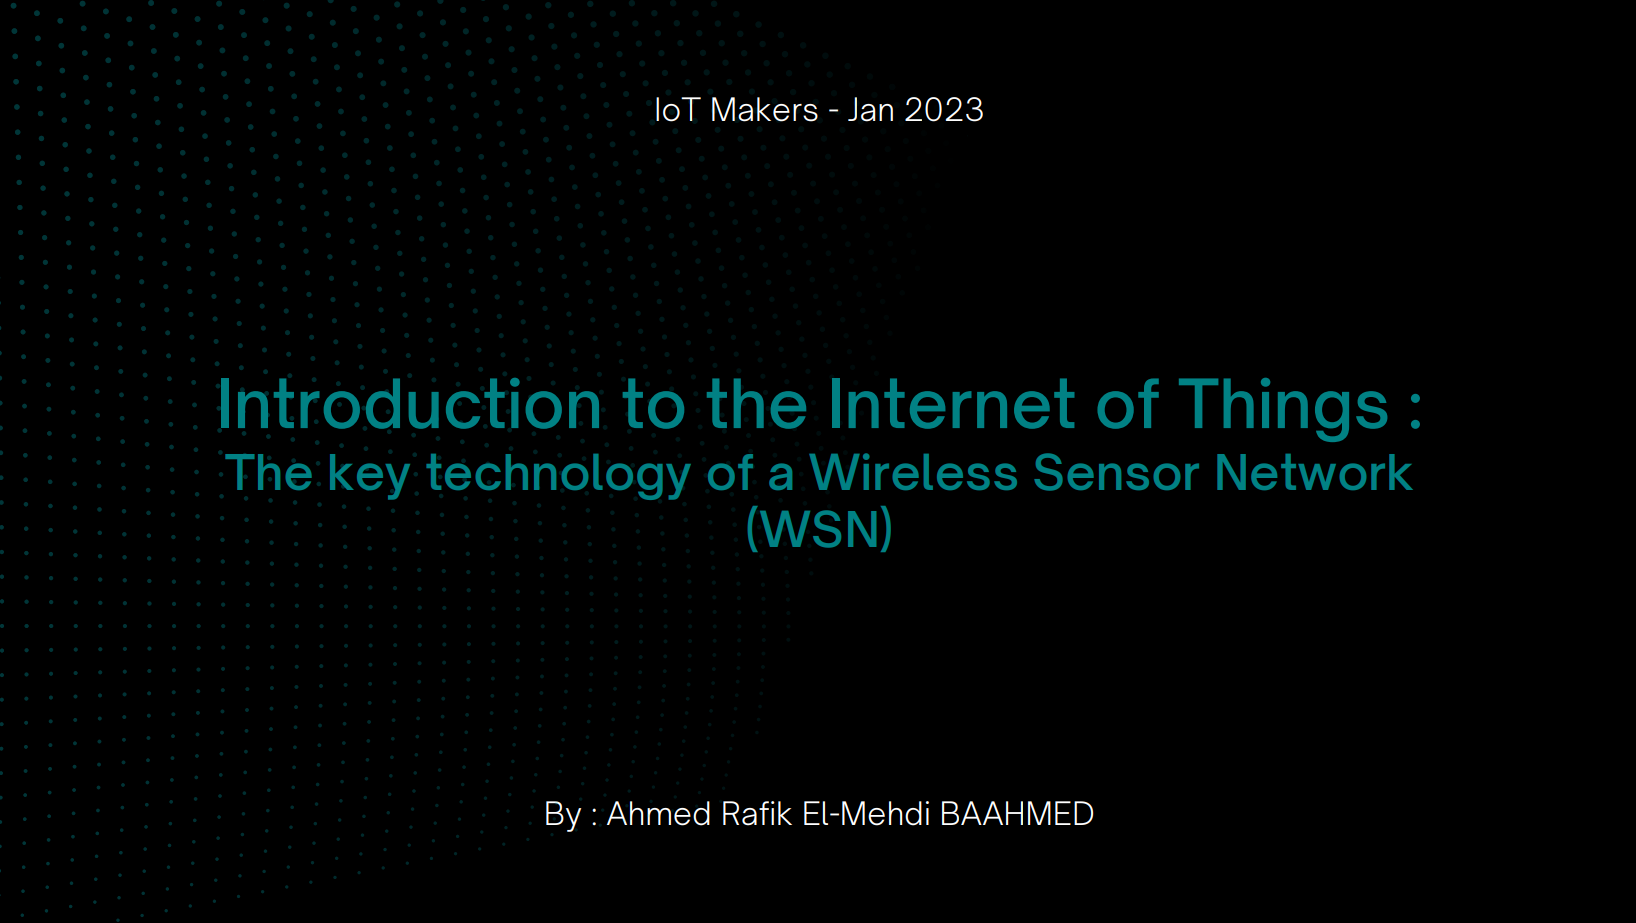 IoT Makers - Jan 2023
Introduction to the Internet of Things :
The key technology of a Wireless Sensor Network
(WSN)
By : Ahmed Rafik El-Mehdi BAAHMED